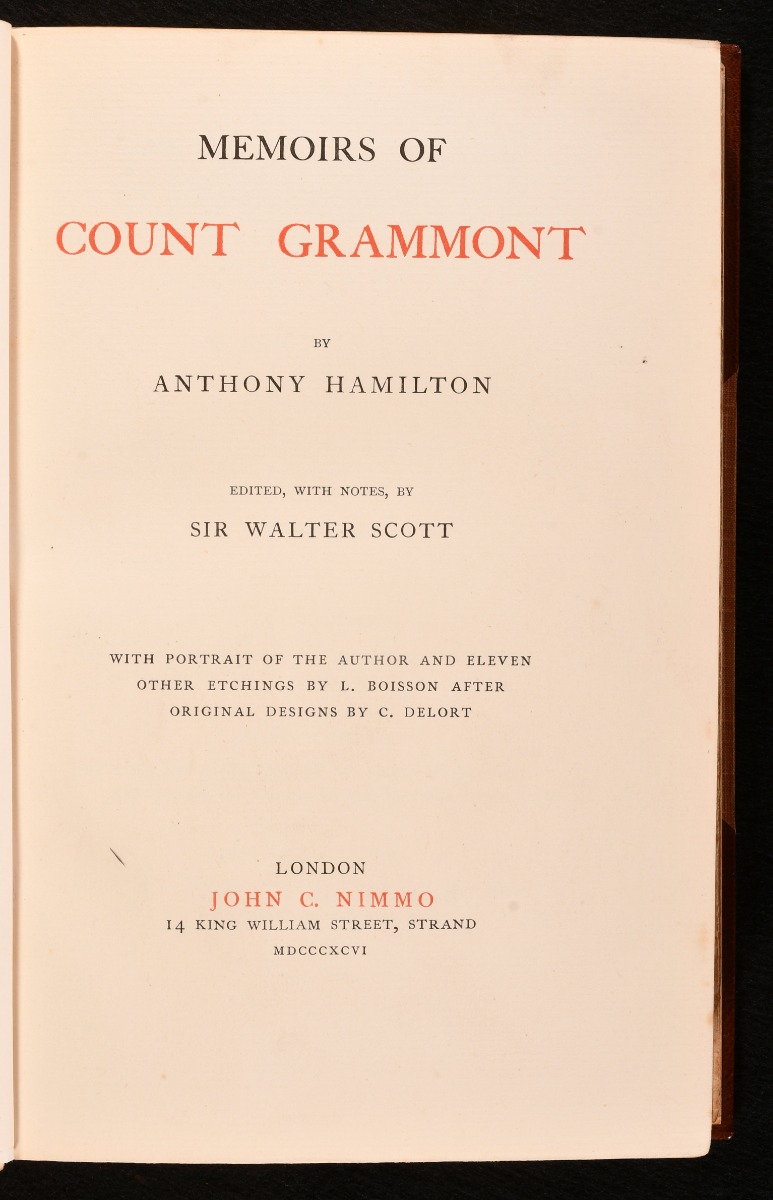 MEMOIRS OF
COUNT GRAMMONT
BY
ANTHONY HAMILTON
EDITED, WITH NOTES, BY
SIR WALTER SCOTT
WITH PORTRAIT OF THE AUTHOR AND ELEVEN
OTHER ETCHINGS BY L. BOISSON AFTER
ORIGINAL DESIGNS BY C. DELORT
LONDON
JOHN C. NIMMO
14 KING WILLIAM STREET, STRAND
MDCCCXCVI